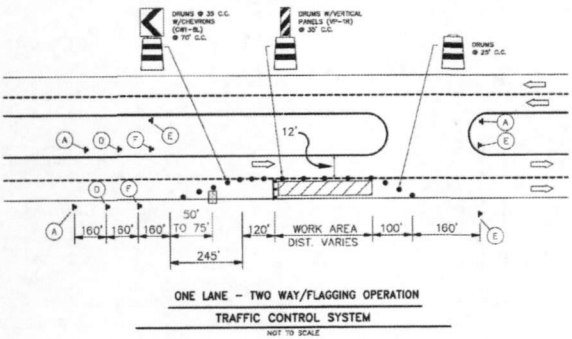 DRUMS @ 35 C.C.
W/CHEVRONS
(CW1-8L)
@ 70' C.C.
DRUMS W/VERTICAL
PANELS (VP-1R)
@ 35' C.C.
DRUMS
@ 25' C.C.
A
D
F
E
A
E
12'
D
F
A
E
50'
TO 75'
160'
160'
160'
120'
WORK AREA
DIST. VARIES
100'
160'
245'
ONE LANE – TWO WAY/FLAGGING OPERATION
TRAFFIC CONTROL SYSTEM
NOT TO SCALE